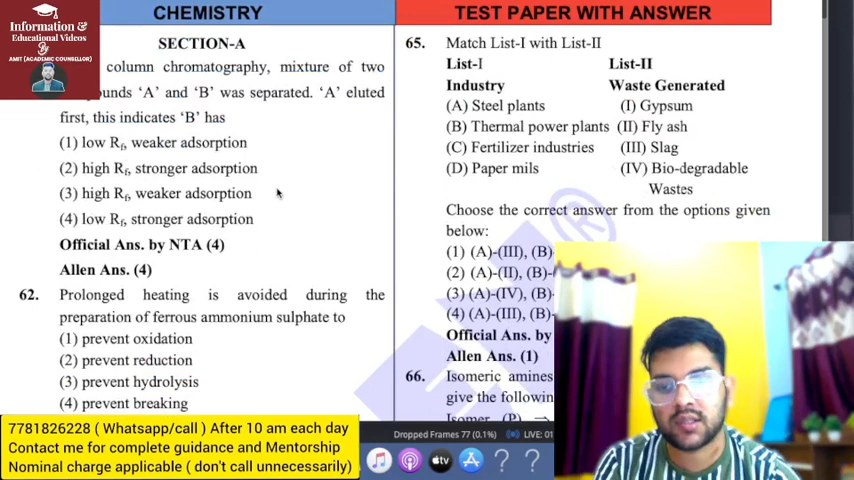 Information &
Educational Videos
By
AMIT (ACADEMIC COUNSELLOR)
CHEMISTRY
TEST PAPER WITH ANSWER
SECTION-A
column chromatography, mixture of two
ounds 'A' and 'B' was separated. 'A' eluted
first, this indicates 'B' has
(1) low Rf, weaker adsorption
(2) high Rf, stronger adsorption
(3) high Rf, weaker adsorption
(4) low Rf, stronger adsorption
Official Ans. by NTA (4)
Allen Ans. (4)
62. Prolonged heating is avoided during the
preparation of ferrous ammonium sulphate to
(1) prevent oxidation
(2) prevent reduction
(3) prevent hydrolysis
(4) prevent breaking
65. Match List-I with List-II
List-I List-II
Industry Waste Generated
(A) Steel plants (I) Gypsum
(B) Thermal power plants (II) Fly ash
(C) Fertilizer industries (III) Slag
(D) Paper mils (IV) Bio-degradable
Wastes
Choose the correct answer from the options given
below:
(1) (A)-(III), (B)-
(2) (A)-(II), (B)-
(3) (A)-(IV), (B)-
(4) (A)-(III), (B)-
Official Ans. by
Allen Ans. (1)
66. Isomeric amines
give the followin
Isomer (P) ⇒
7781826228 ( Whatsapp/call ) After 10 am each day
Contact me for complete guidance and Mentorship
Nominal charge applicable ( don't call unnecessarily)
Dropped Frames 77 (0.1%) LIVE: 01
tv